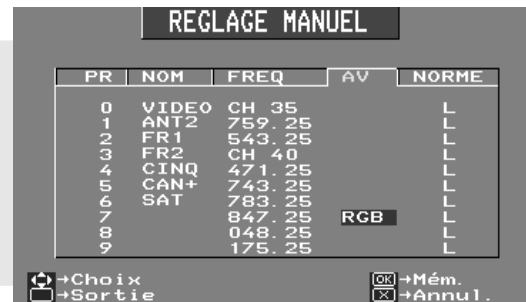 REGLAGE MANUEL
PR NOM FREQ AV NORME
0 VIDEO CH 35 L
1 ANT2 759.25 L
2 FR1 543.25 L
3 FR2 CH 40 L
4 CINQ 471.25 L
5 CAN+ 743.25 L
6 SAT 783.25 L
7 847.25 RGB L
8 048.25 L
9 175.25 L
→Choix OK→Mém.
→Sortie X→Annul.